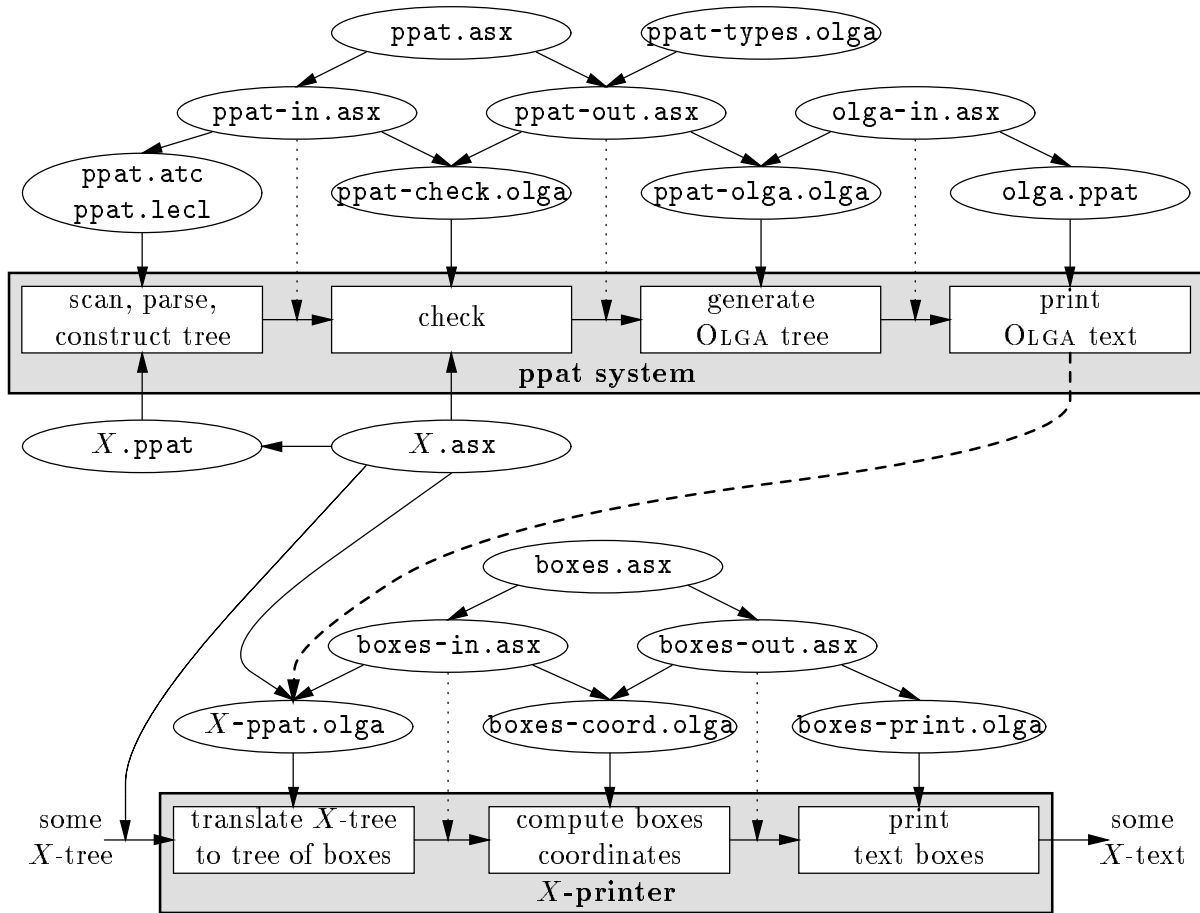 ppat.asx
ppat-types.olga
ppat-in.asx
ppat-out.asx
olga-in.asx
ppat.atc
ppat.lecl
ppat-check.olga
ppat-olga.olga
olga.ppat
scan, parse,
construct tree
check
generate
OLGA tree
print
OLGA text
ppat system
X.ppat
X.asx
boxes.asx
boxes-in.asx
boxes-out.asx
X-ppat.olga
boxes-coord.olga
boxes-print.olga
some
X-tree
translate X-tree
to tree of boxes
compute boxes
coordinates
print
text boxes
some
X-text
X-printer